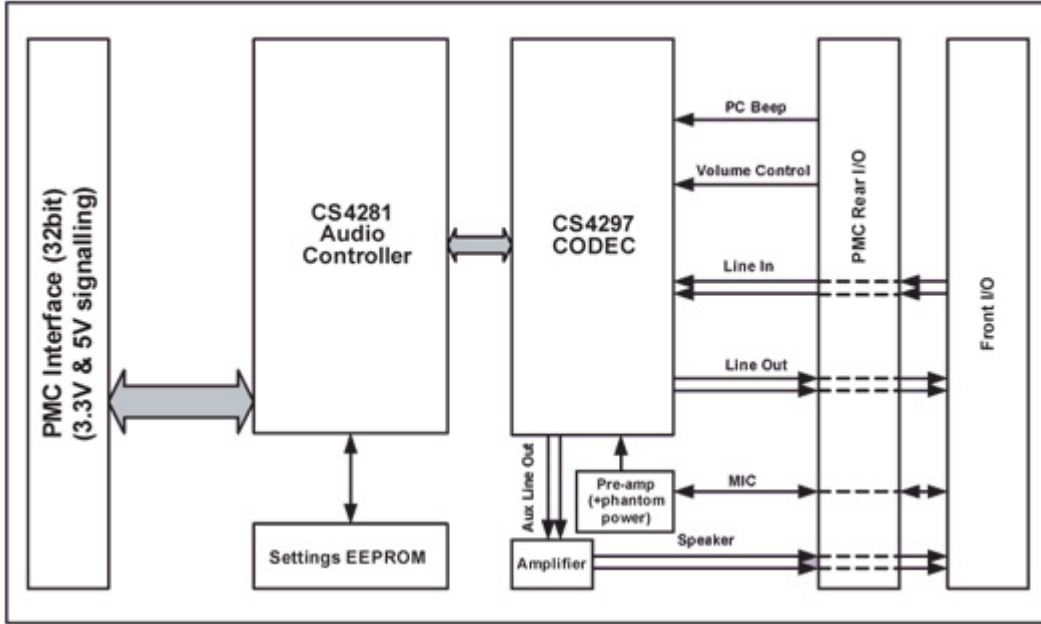 PMC Interface (32bit)
(3.3V & 5V signalling)
CS4281
Audio
Controller
Settings EEPROM
CS4297
CODEC
Aux Line Out
Pre-amp
(+phantom
power)
Amplifier
PC Beep
Volume Control
Line In
Line Out
MIC
Speaker
PMC Rear I/O
Front I/O